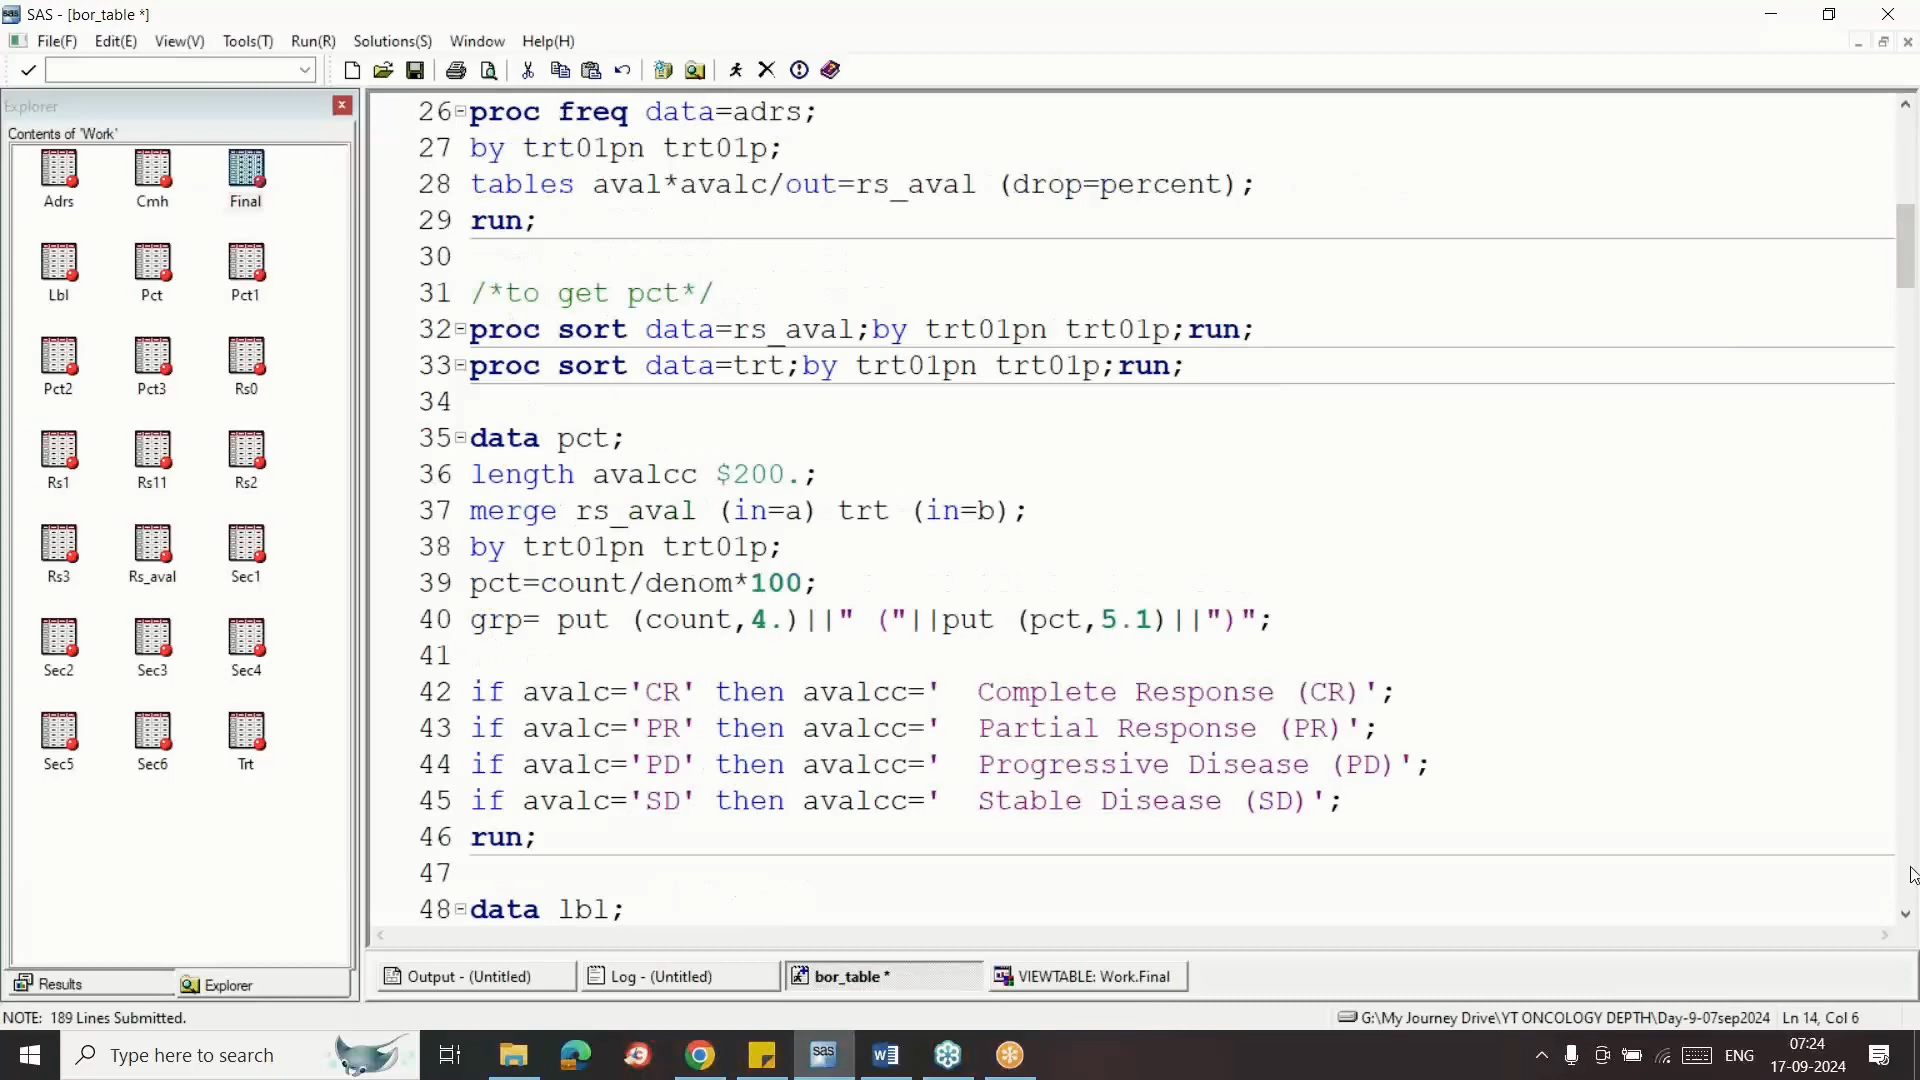 SAS - [bor_table *]
File(F) Edit(E) View(V) Tools(T) Run(R) Solutions(S) Window Help(H)
Explorer
Contents of 'Work'
Adrs Cmh Final
Lbl Pct Pct1
Pct2 Pct3 Rs0
Rs1 Rs11 Rs2
Rs3 Rs_aval Sec1
Sec2 Sec3 Sec4
Sec5 Sec6 Trt
Results Explorer
26 proc freq data=adrs;
27 by trt01pn trt01p;
28 tables aval*avalc/out=rs_aval (drop=percent);
29 run;
30
31 /*to get pct*/
32 proc sort data=rs_aval;by trt01pn trt01p;run;
33 proc sort data=trt;by trt01pn trt01p;run;
34
35 data pct;
36 length avalcc $200.;
37 merge rs_aval (in=a) trt (in=b);
38 by trt01pn trt01p;
39 pct=count/denom*100;
40 grp= put (count,4.)||" ("||put (pct,5.1)||")";
41
42 if avalc='CR' then avalcc='  Complete Response (CR)';
43 if avalc='PR' then avalcc='  Partial Response (PR)';
44 if avalc='PD' then avalcc='  Progressive Disease (PD)';
45 if avalc='SD' then avalcc='  Stable Disease (SD)';
46 run;
47
48 data lbl;
Output - (Untitled) Log - (Untitled) bor_table * VIEWTABLE: Work.Final
NOTE: 189 Lines Submitted. G:\My Journey Drive\YT ONCOLOGY DEPTH\Day-9-07sep2024 Ln 14, Col 6
Type here to search
sas
ENG
07:24
17-09-2024